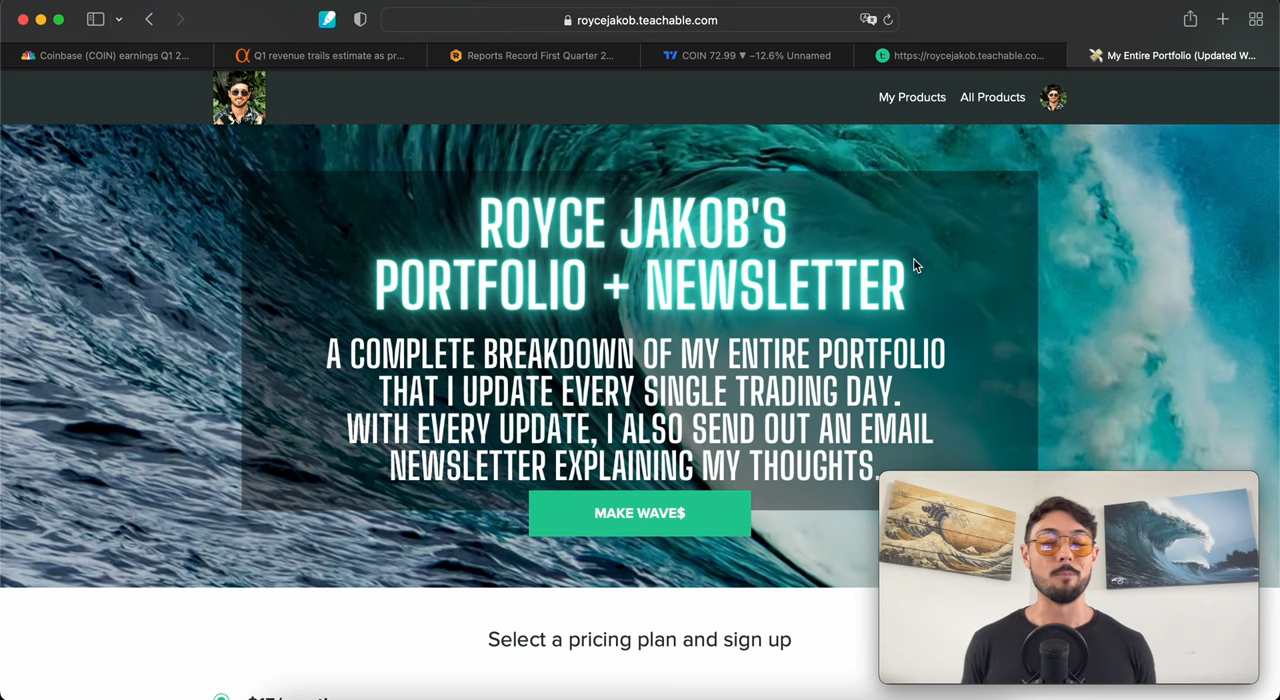 roycejakob.teachable.com
Coinbase (COIN) earnings Q1 2...
Q1 revenue trails estimate as pr...
Reports Record First Quarter 2...
COIN 72.99 ▼ −12.6% Unnamed
https://roycejakob.teachable.co...
My Entire Portfolio (Updated W...
My Products
All Products
ROYCE JAKOB'S
PORTFOLIO + NEWSLETTER
A COMPLETE BREAKDOWN OF MY ENTIRE PORTFOLIO
THAT I UPDATE EVERY SINGLE TRADING DAY.
WITH EVERY UPDATE, I ALSO SEND OUT AN EMAIL
NEWSLETTER EXPLAINING MY THOUGHTS.
MAKE WAVE$
Select a pricing plan and sign up